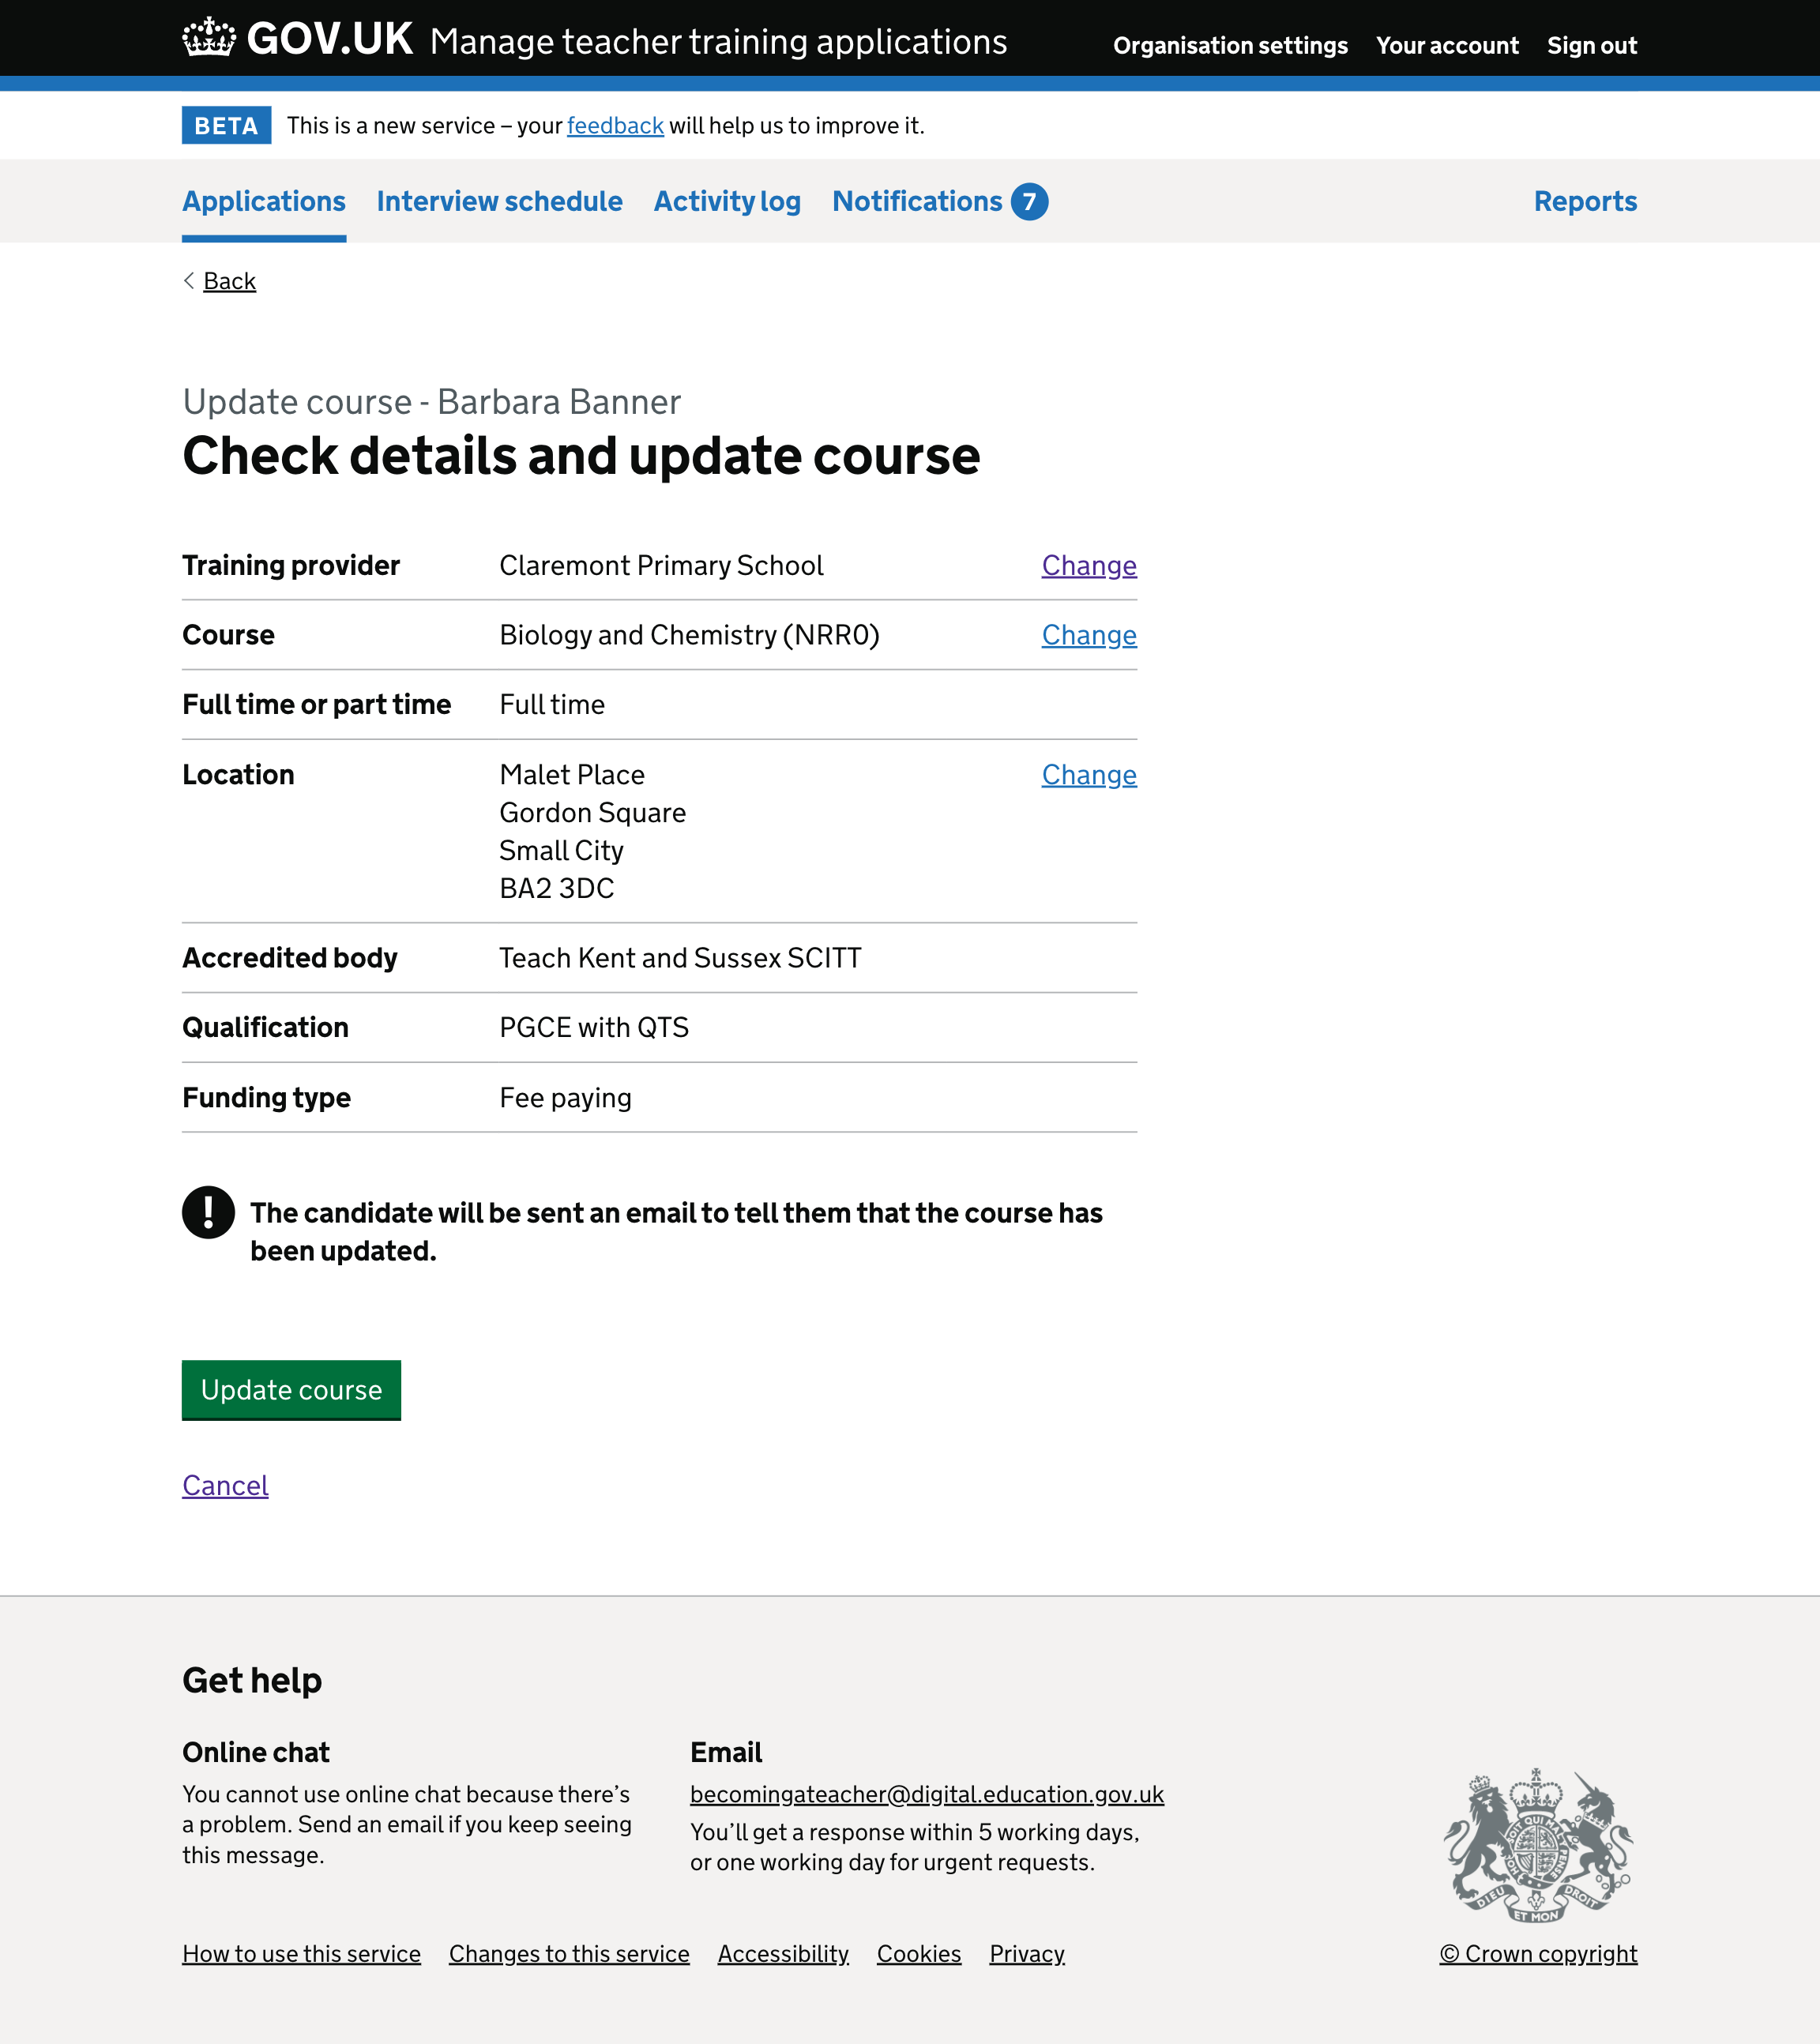 GOV.UK Manage teacher training applications Organisation settings Your account Sign out
BETA This is a new service – your feedback will help us to improve it.
Applications Interview schedule Activity log Notifications 7 Reports
Back
Update course - Barbara Banner
Check details and update course
Training provider Claremont Primary School Change
Course Biology and Chemistry (NRR0) Change
Full time or part time Full time
Location Malet Place Change
Gordon Square
Small City
BA2 3DC
Accredited body Teach Kent and Sussex SCITT
Qualification PGCE with QTS
Funding type Fee paying
! The candidate will be sent an email to tell them that the course has
been updated.
Update course
Cancel
Get help
Online chat
You cannot use online chat because there’s
a problem. Send an email if you keep seeing
this message.
Email
becomingateacher@digital.education.gov.uk
You’ll get a response within 5 working days,
or one working day for urgent requests.
DIEU ET MON DROIT
How to use this service Changes to this service Accessibility Cookies Privacy
© Crown copyright